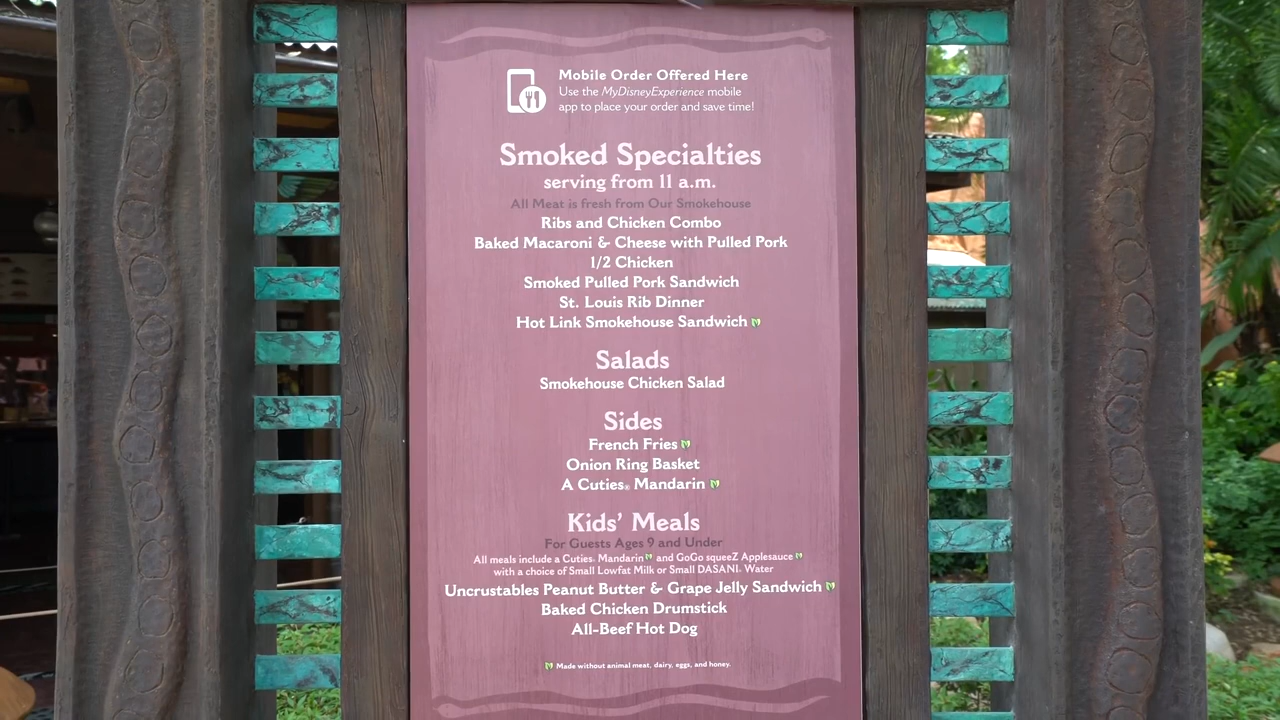 Mobile Order Offered Here
Use the MyDisneyExperience mobile
app to place your order and save time!
Smoked Specialties
serving from 11 a.m.
All Meat is fresh from Our Smokehouse
Ribs and Chicken Combo
Baked Macaroni & Cheese with Pulled Pork
1/2 Chicken
Smoked Pulled Pork Sandwich
St. Louis Rib Dinner
Hot Link Smokehouse Sandwich
Salads
Smokehouse Chicken Salad
Sides
French Fries
Onion Ring Basket
A Cuties® Mandarin
Kids' Meals
For Guests Ages 9 and Under
All meals include a Cuties® Mandarin and GoGo squeeZ Applesauce
with a choice of Small Lowfat Milk or Small DASANI® Water
Uncrustables Peanut Butter & Grape Jelly Sandwich
Baked Chicken Drumstick
All-Beef Hot Dog
Made without animal meat, dairy, eggs, and honey.